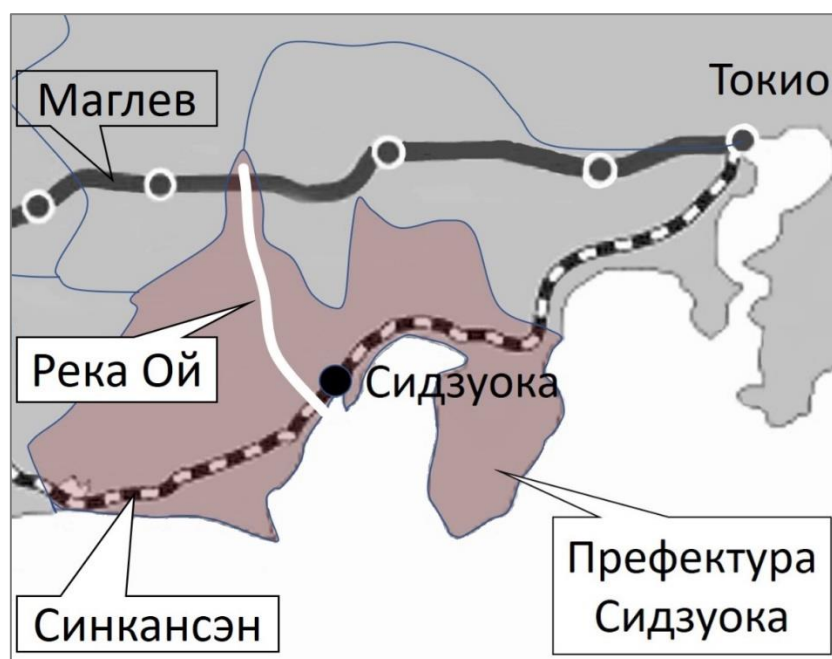 Токио
Маглев
Река Ой
Сидзуока
Префектура
Сидзуока
Синкансэн